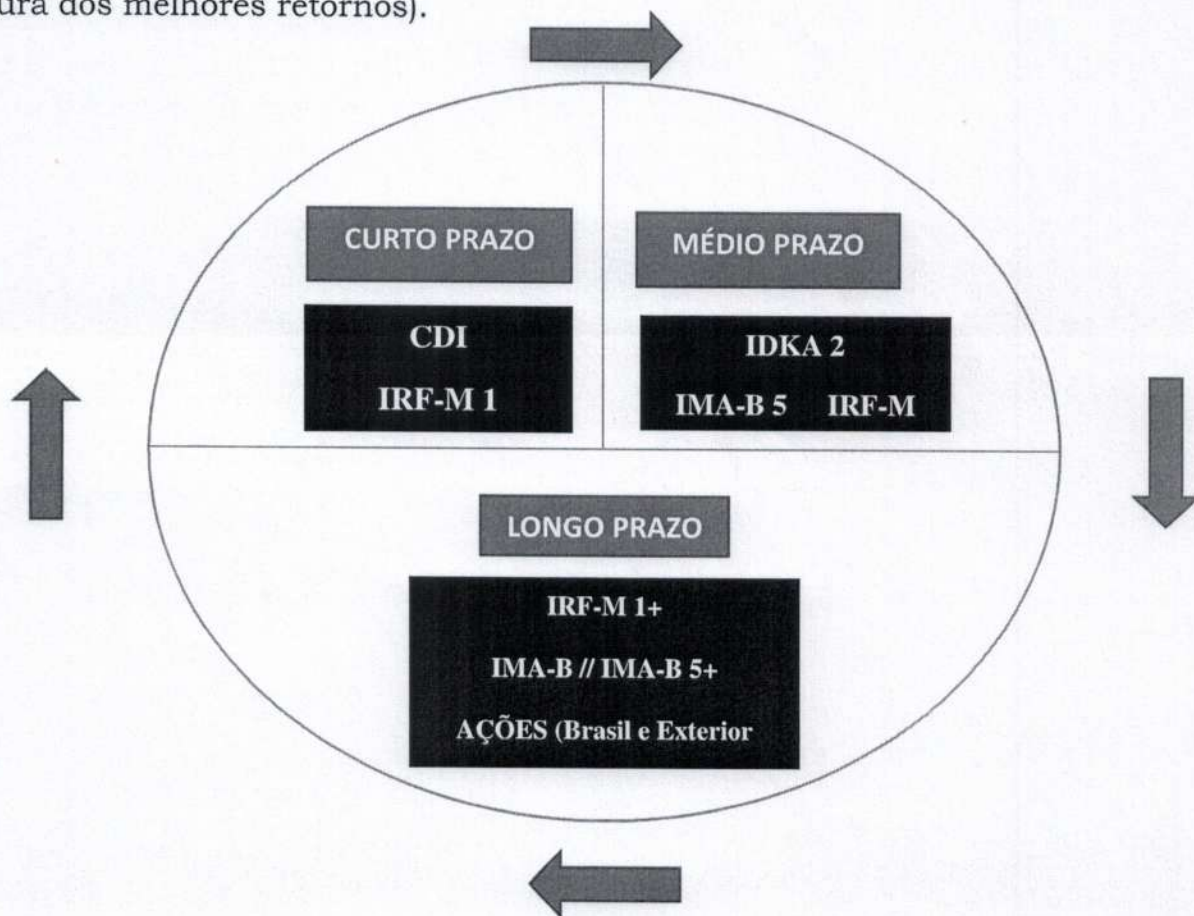 ura dos melhores retornos).
CURTO PRAZO
CDI
IRF-M 1
MÉDIO PRAZO
IDKA 2
IMA-B 5 IRF-M
LONGO PRAZO
IRF-M 1+
IMA-B // IMA-B 5+
AÇÕES (Brasil e Exterior